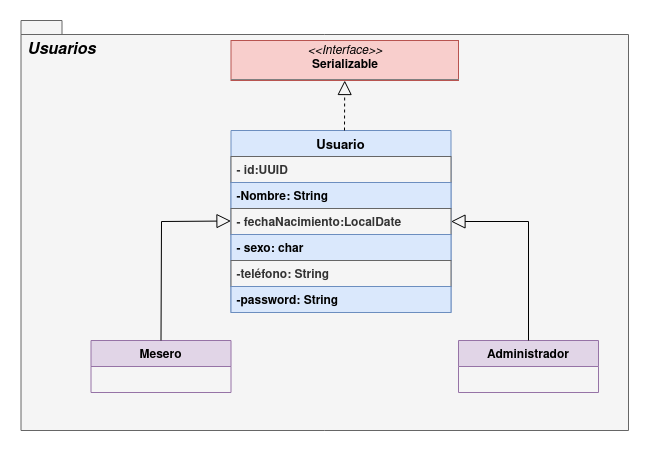 Usuarios
<<Interface>>
Serializable
Usuario
- id:UUID
-Nombre: String
- fechaNacimiento:LocalDate
- sexo: char
-teléfono: String
-password: String
Mesero
Administrador